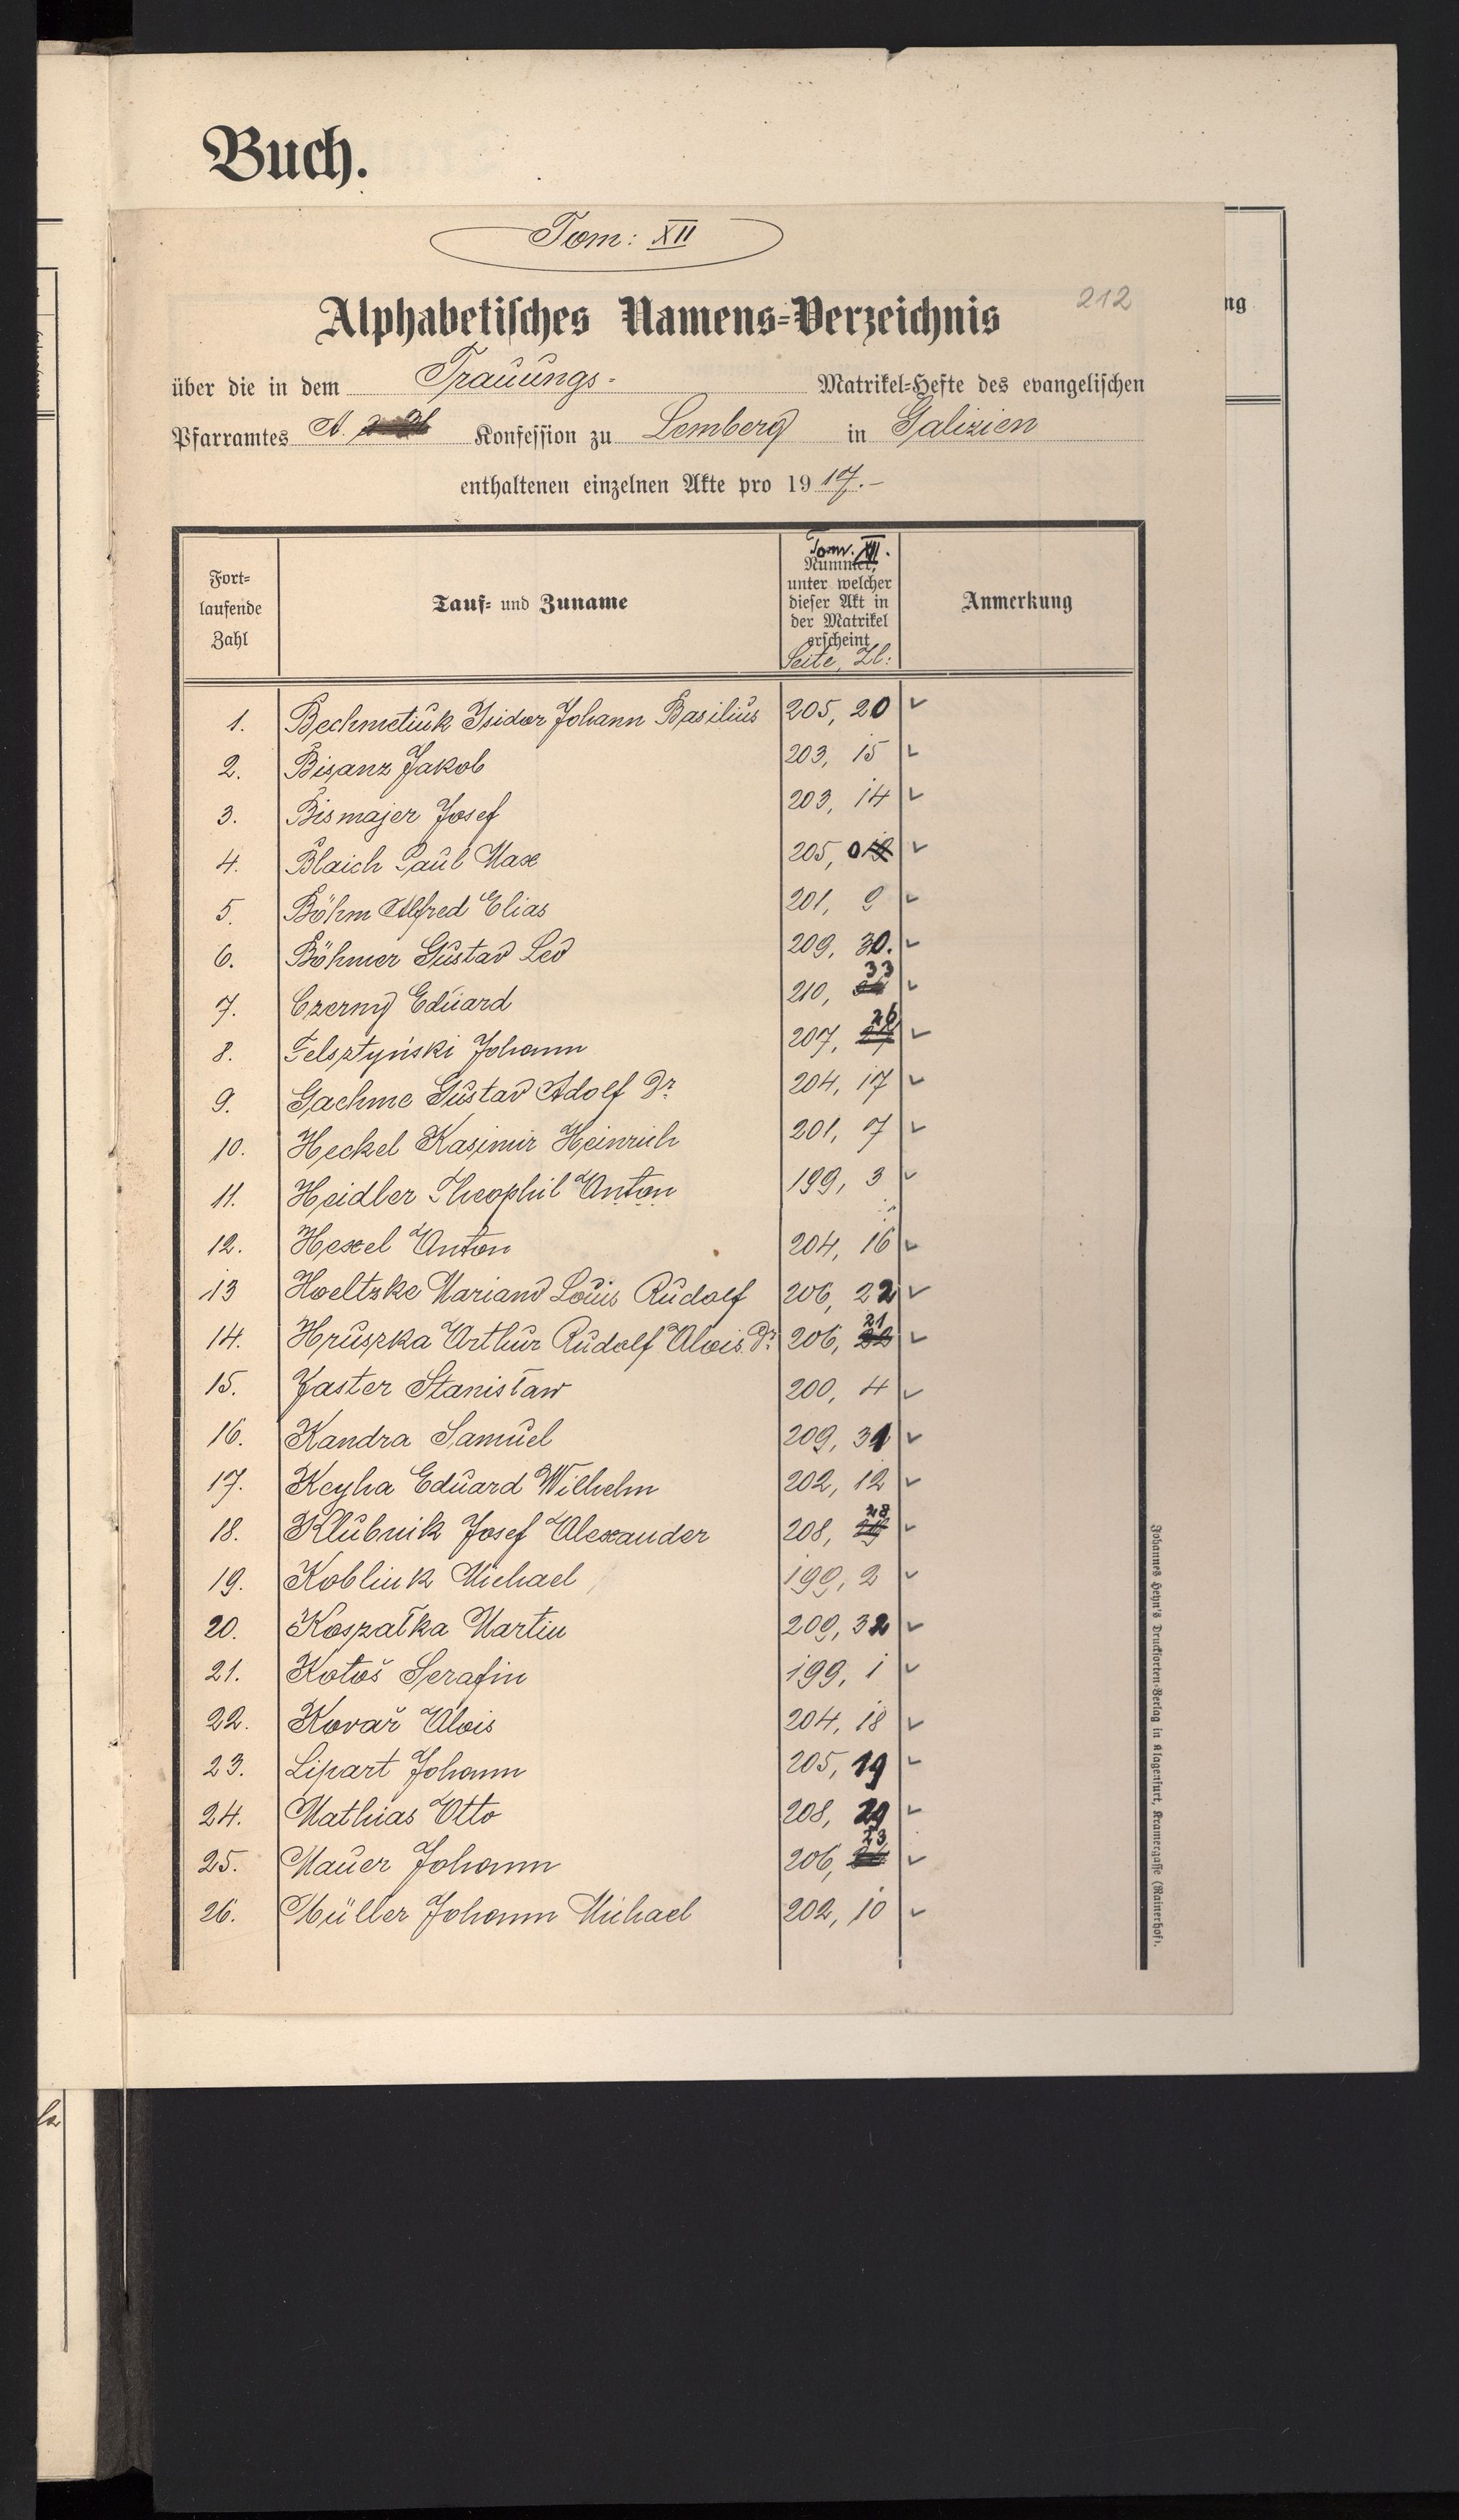 Buch.
Tom: XII
212
Alphabetisches Namens-Verzeichnis
über die in dem Trauungs- Matrikel-Hefte des evangelischen
Pfarramtes A. Konfession zu Lemberg in Galizien
enthaltenen einzelnen Akte pro 1917.-
Fort-
laufende
Zahl
Tauf- und Zuname
Tom. XII.
Nummer,
unter welcher
dieser Akt in
der Matrikel
erscheint
Seite, Zl:
Anmerkung
ng
1. Bechmetiuk Isidor Johann Basilius 205, 20 ✓
2. Bisanz Jakob 203, 15 ✓
3. Bismajer Josef 203, 14 ✓
4. Blaich Paul Max 205, 0 ✓
5. Böhm Alfred Elias 201, 9 ✓
6. Böhmer Gustav Leo 209, 30. ✓
7. Czerny Eduard 210, 33 ✓
8. Felsztyński Johann 207, 26 ✓
9. Gachme Gustav Adolf Dr. 204, 17 ✓
10. Heckel Kasimir Heinrich 201, 7 ✓
11. Heidler Theophil Anton 199, 3 ✓
12. Hexel Anton 204, 16 ✓
13 Hoeltzke Mariano Louis Rudolf 206, 22 ✓
14. Hruszka Arthur Rudolf Alois Dr. 206, 21 ✓
15. Jaster Stanisław 200, 4 ✓
16. Kandra Samuel 209, 31 ✓
17. Keyha Eduard Wilhelm 202, 12 ✓
18. Klubnik Josef Alexander 208, 28 ✓
19. Kobliuk Michael 199, 2 ✓
20. Koszałka Martin 209, 32 ✓
21. Kotoš Serafin 199, 1 ✓
22. Kovař Alois 204, 18 ✓
23. Lipart Johann 205, 19 ✓
24. Mathias Otto 208, 29 ✓
25. Mauer Johann 206, 23 ✓
26. Müller Johann Michael 202, 10 ✓
Johannes Heyn's Drucksorten-Verlag in Klagenfurt, Kramergasse (Rainerhof).